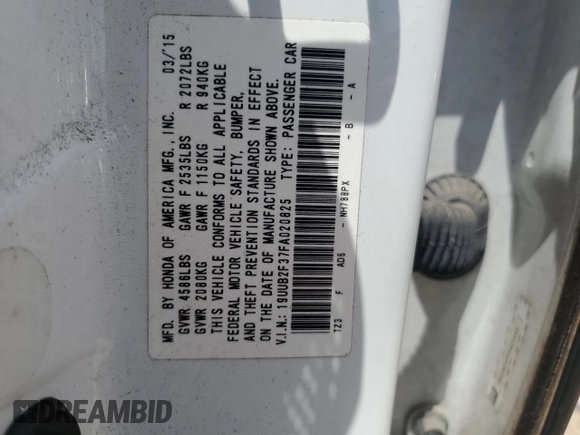 MFD. BY HONDA OF AMERICA MFG., INC. 03/'15
GVWR 4586LBS GAWR F 2535LBS R 2072LBS
GVWR 2080KG GAWR F 1150KG R 940KG
THIS VEHICLE CONFORMS TO ALL APPLICABLE
FEDERAL MOTOR VEHICLE SAFETY, BUMPER,
AND THEFT PREVENTION STANDARDS IN EFFECT
ON THE DATE OF MANUFACTURE SHOWN ABOVE.
V.I.N.: 19UUB2F37FA020825 TYPE: PASSENGER CAR
T23 F AD5 - NH788PX - B - A
DREAMBID